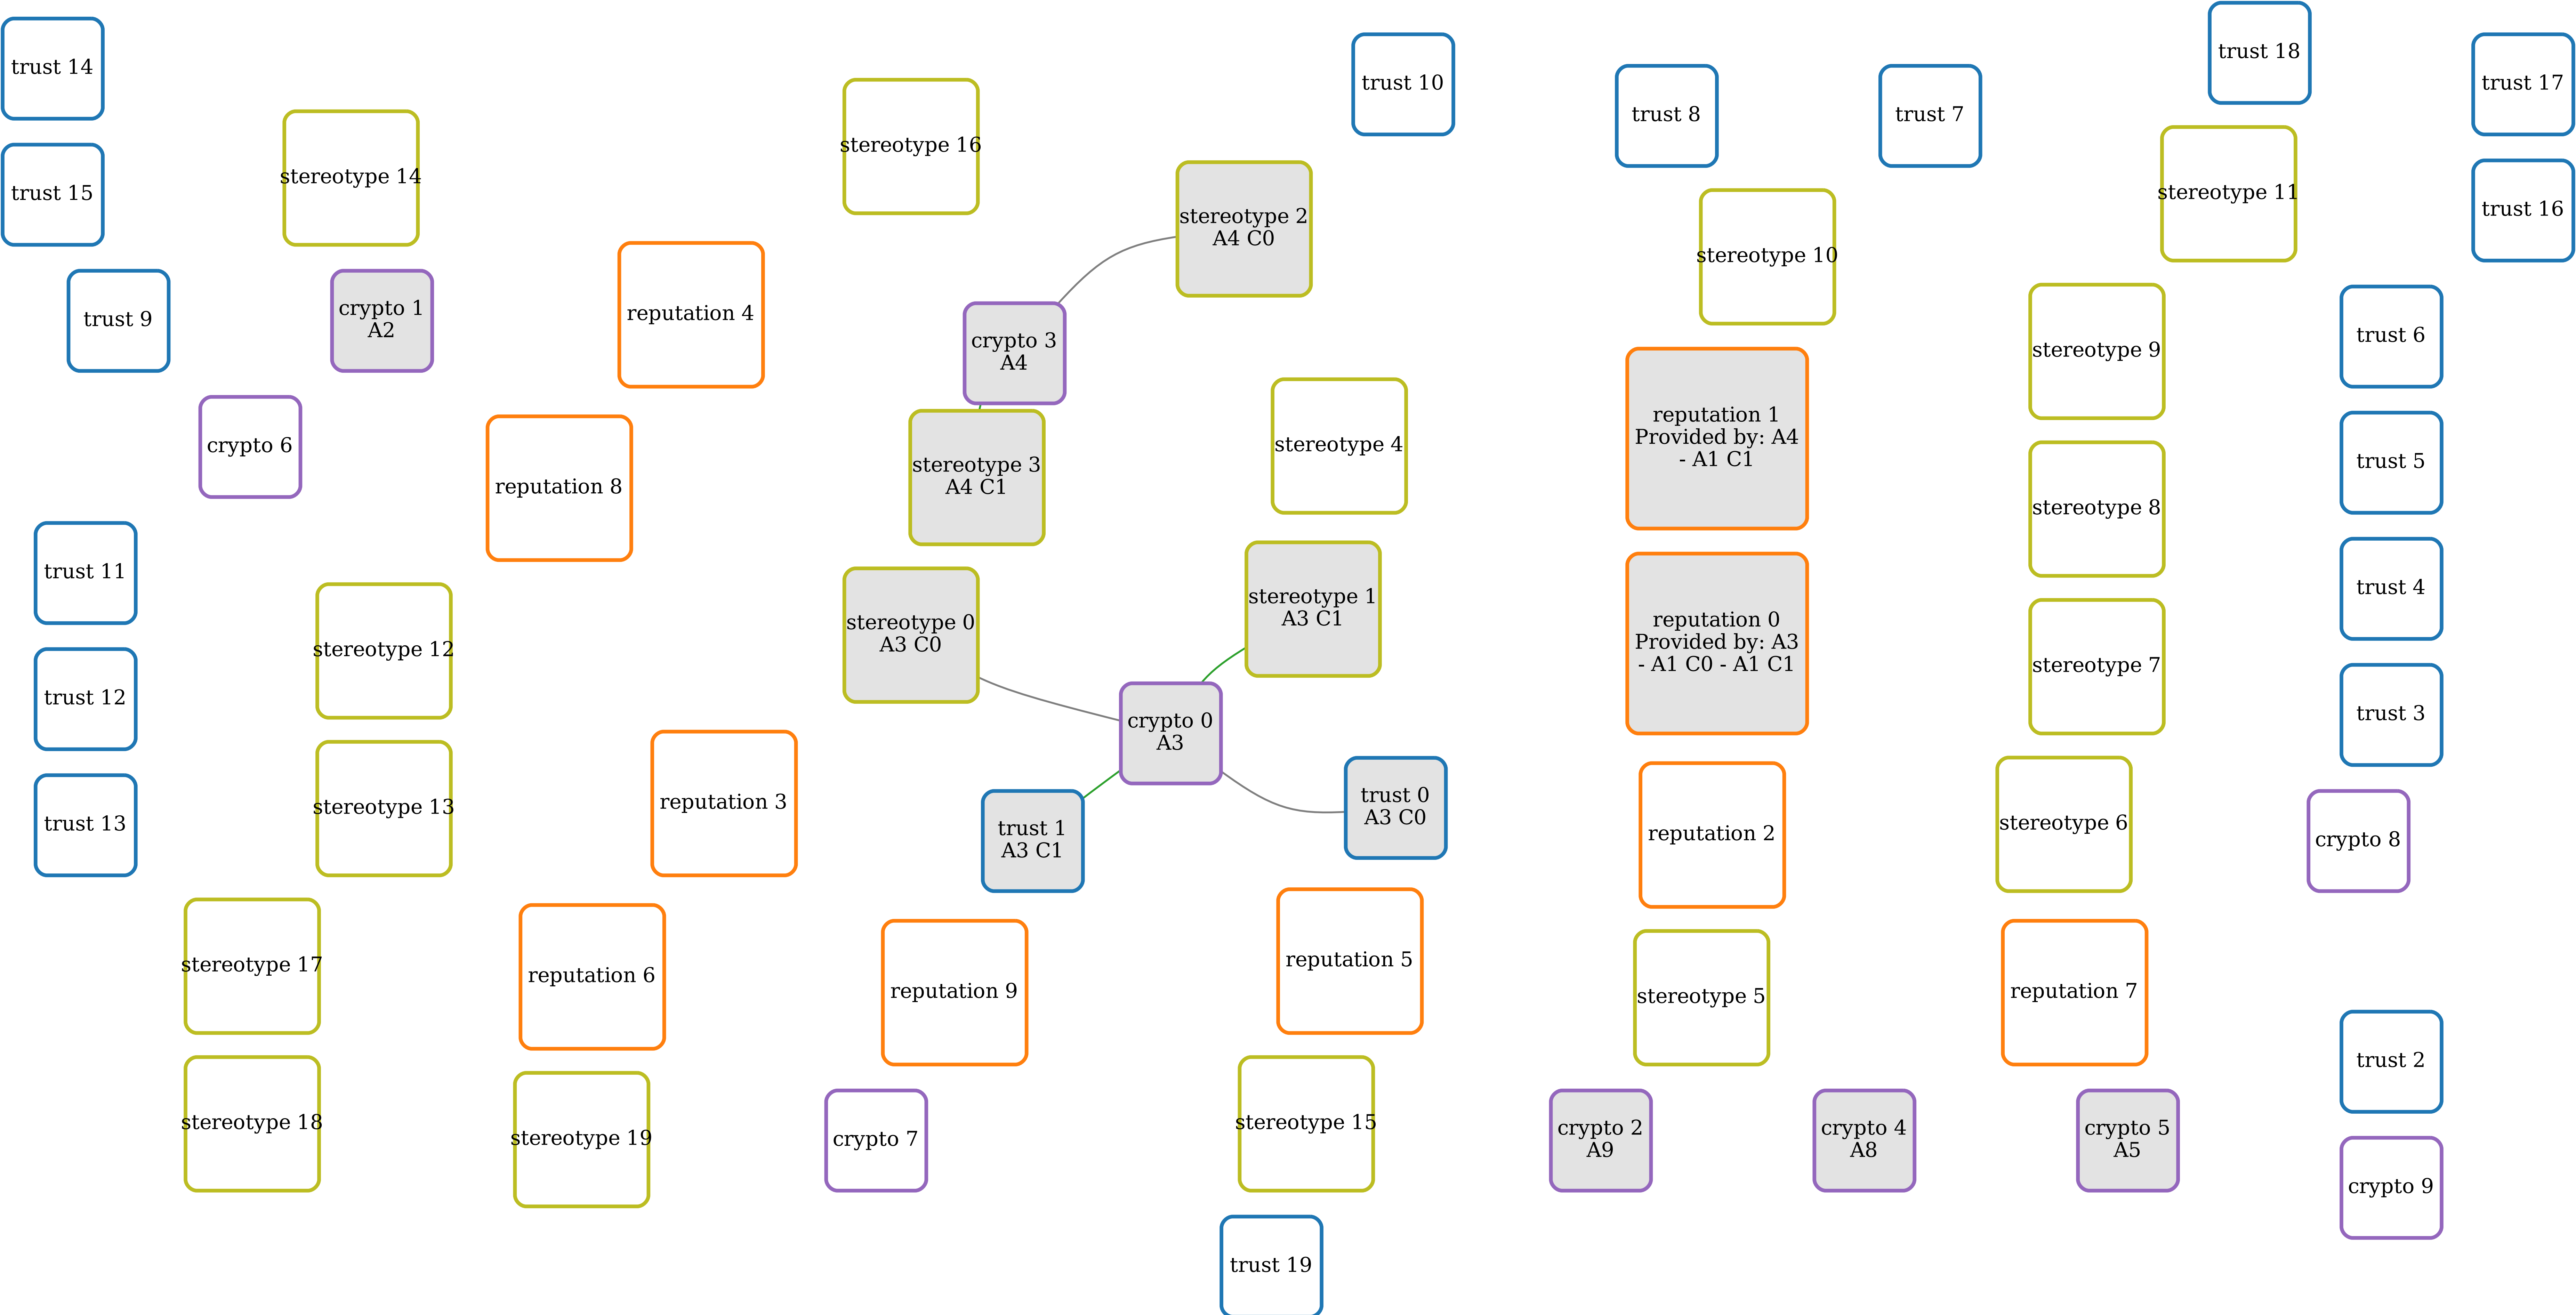 trust 14
trust 15
trust 9
stereotype 14
crypto 1
A2
crypto 6
trust 11
trust 12
trust 13
stereotype 12
stereotype 13
stereotype 17
stereotype 18
reputation 4
reputation 8
reputation 3
reputation 6
stereotype 19
stereotype 16
stereotype 2
A4 C0
crypto 3
A4
stereotype 3
A4 C1
stereotype 4
stereotype 0
A3 C0
stereotype 1
A3 C1
crypto 0
A3
trust 1
A3 C1
trust 0
A3 C0
reputation 9
reputation 5
crypto 7
stereotype 15
trust 19
trust 10
trust 8
trust 7
stereotype 10
reputation 1
Provided by: A4
- A1 C1
reputation 0
Provided by: A3
- A1 C0 - A1 C1
reputation 2
stereotype 5
crypto 2
A9
crypto 4
A8
crypto 5
A5
trust 18
stereotype 11
trust 17
trust 16
stereotype 9
stereotype 8
stereotype 7
stereotype 6
reputation 7
trust 6
trust 5
trust 4
trust 3
crypto 8
trust 2
crypto 9